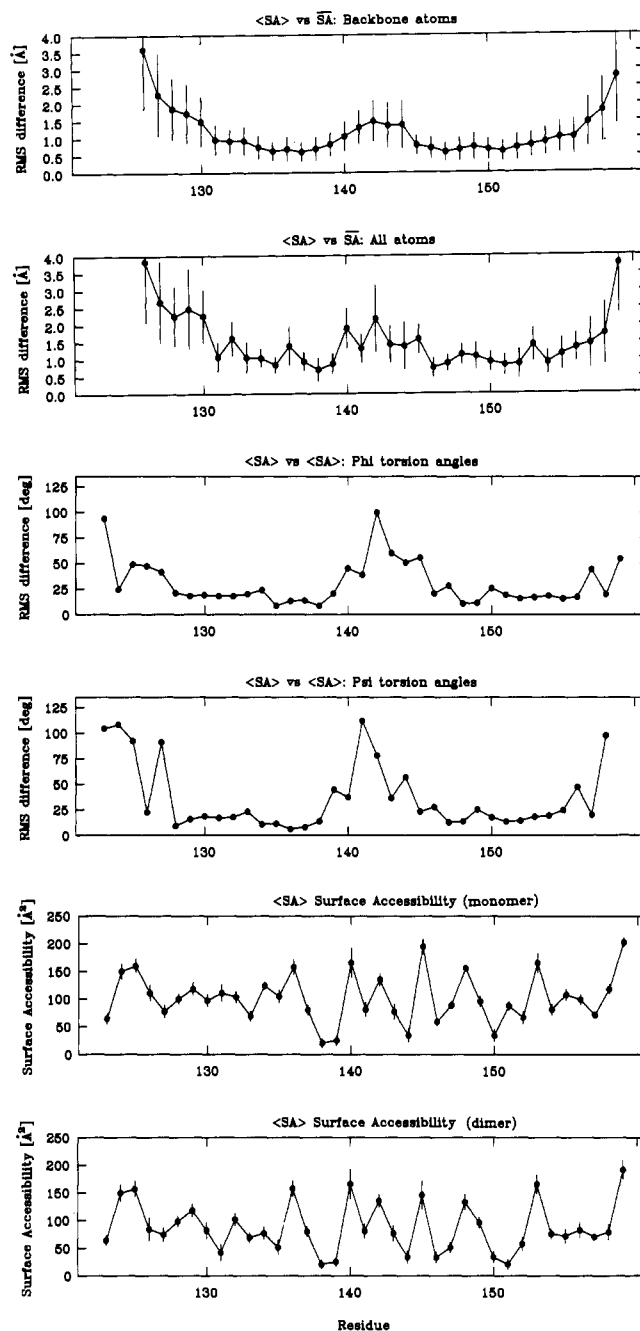 <SA> vs S̅A̅: Backbone atoms
RMS difference [Å]
4.0
3.5
3.0
2.5
2.0
1.5
1.0
0.5
0.0
130 140 150
<SA> vs S̅A̅: All atoms
RMS difference [Å]
4.0
3.5
3.0
2.5
2.0
1.5
1.0
0.5
0.0
130 140 150
<SA> vs <SA>: Phi torsion angles
RMS difference [deg]
125
100
75
50
25
0
130 140 150
<SA> vs <SA>: Psi torsion angles
RMS difference [deg]
125
100
75
50
25
0
130 140 150
<SA> Surface Accessibility (monomer)
Surface Accessibility [Å²]
250
200
150
100
50
0
130 140 150
<SA> Surface Accessibility (dimer)
Surface Accessibility [Å²]
250
200
150
100
50
0
130 140 150
Residue